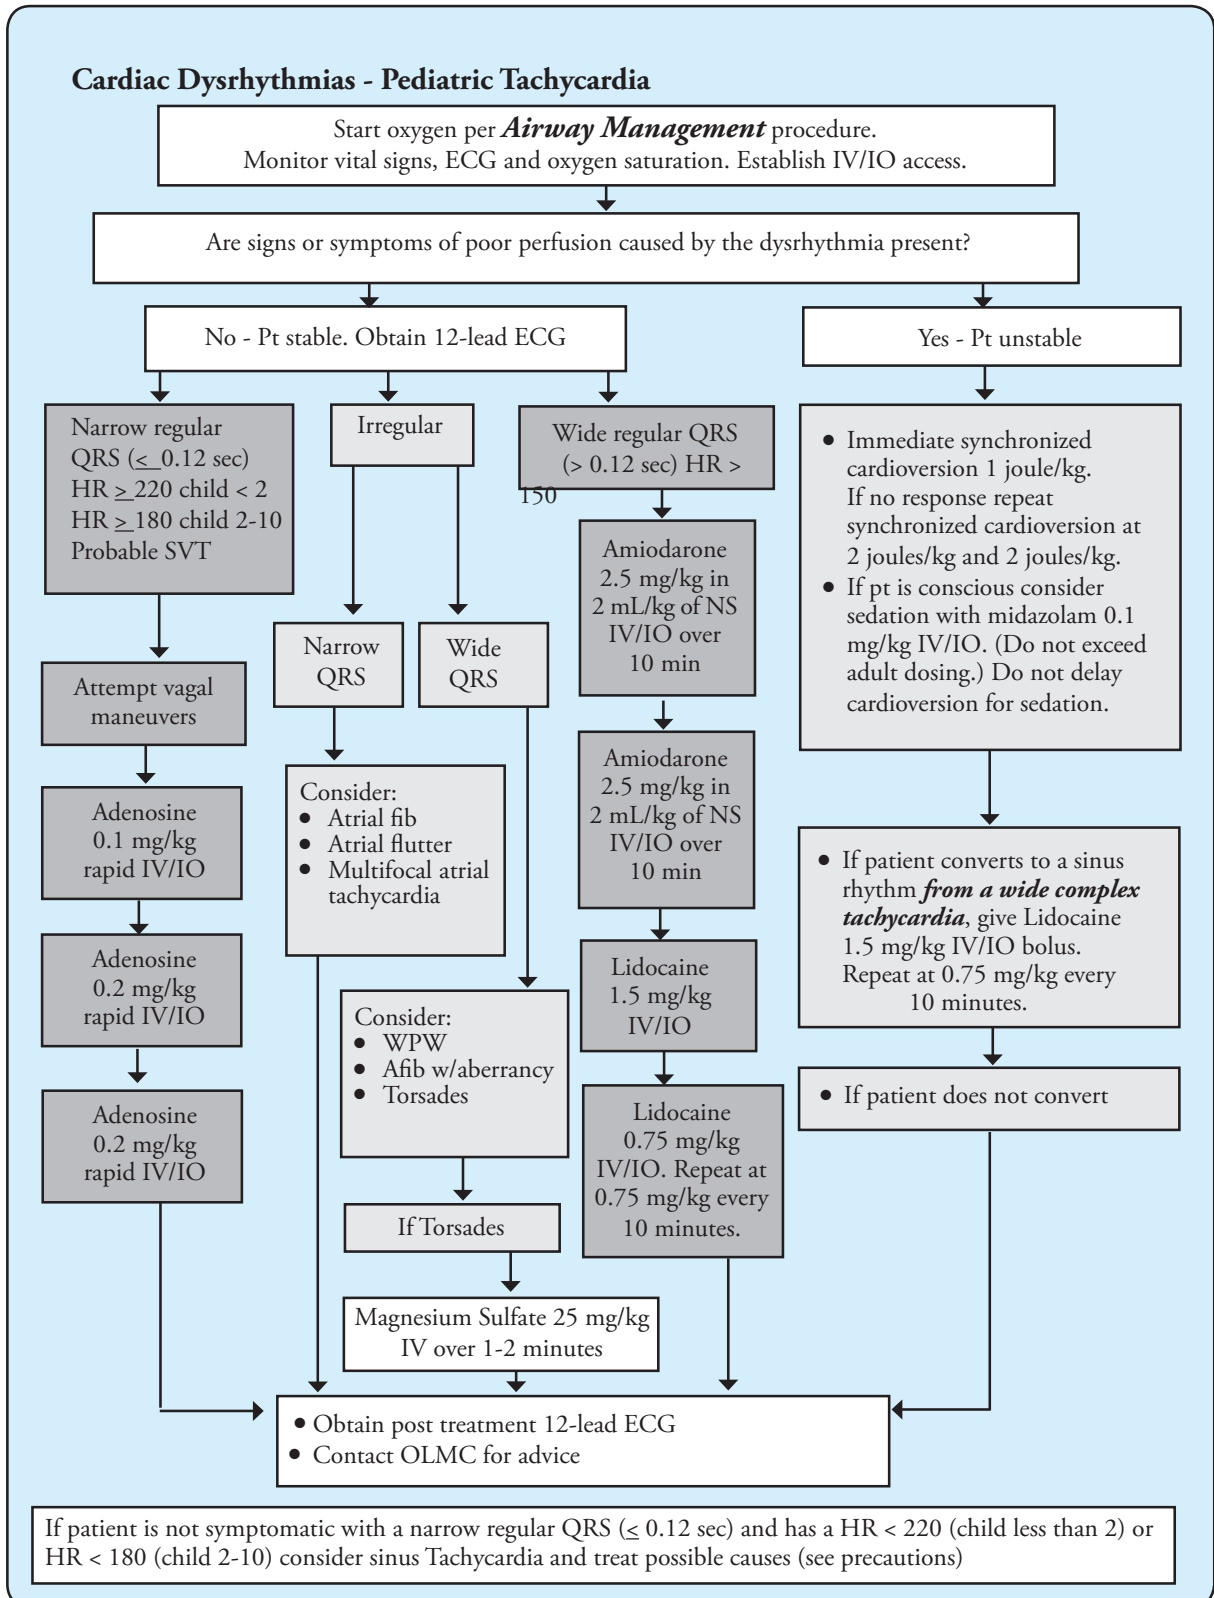 Cardiac Dysrhythmias - Pediatric Tachycardia
Start oxygen per Airway Management procedure.
Monitor vital signs, ECG and oxygen saturation. Establish IV/IO access.
Are signs or symptoms of poor perfusion caused by the dysrhythmia present?
No - Pt stable. Obtain 12-lead ECG
Yes - Pt unstable
Narrow regular
QRS (< 0.12 sec)
HR > 220 child < 2
HR > 180 child 2-10
Probable SVT
Attempt vagal
maneuvers
Adenosine
0.1 mg/kg
rapid IV/IO
Adenosine
0.2 mg/kg
rapid IV/IO
Adenosine
0.2 mg/kg
rapid IV/IO
Irregular
Narrow
QRS
Consider:
• Atrial fib
• Atrial flutter
• Multifocal atrial
tachycardia
Wide
QRS
Consider:
• WPW
• Afib w/aberrancy
• Torsades
If Torsades
Magnesium Sulfate 25 mg/kg
IV over 1-2 minutes
Wide regular QRS
(> 0.12 sec) HR >
150
Amiodarone
2.5 mg/kg in
2 mL/kg of NS
IV/IO over
10 min
Amiodarone
2.5 mg/kg in
2 mL/kg of NS
IV/IO over
10 min
Lidocaine
1.5 mg/kg
IV/IO
Lidocaine
0.75 mg/kg
IV/IO. Repeat at
0.75 mg/kg every
10 minutes.
• Immediate synchronized
cardioversion 1 joule/kg.
If no response repeat
synchronized cardioversion at
2 joules/kg and 2 joules/kg.
• If pt is conscious consider
sedation with midazolam 0.1
mg/kg IV/IO. (Do not exceed
adult dosing.) Do not delay
cardioversion for sedation.
• If patient converts to a sinus
rhythm from a wide complex
tachycardia, give Lidocaine
1.5 mg/kg IV/IO bolus.
Repeat at 0.75 mg/kg every
10 minutes.
• If patient does not convert
• Obtain post treatment 12-lead ECG
• Contact OLMC for advice
If patient is not symptomatic with a narrow regular QRS (≤ 0.12 sec) and has a HR < 220 (child less than 2) or
HR < 180 (child 2-10) consider sinus Tachycardia and treat possible causes (see precautions)